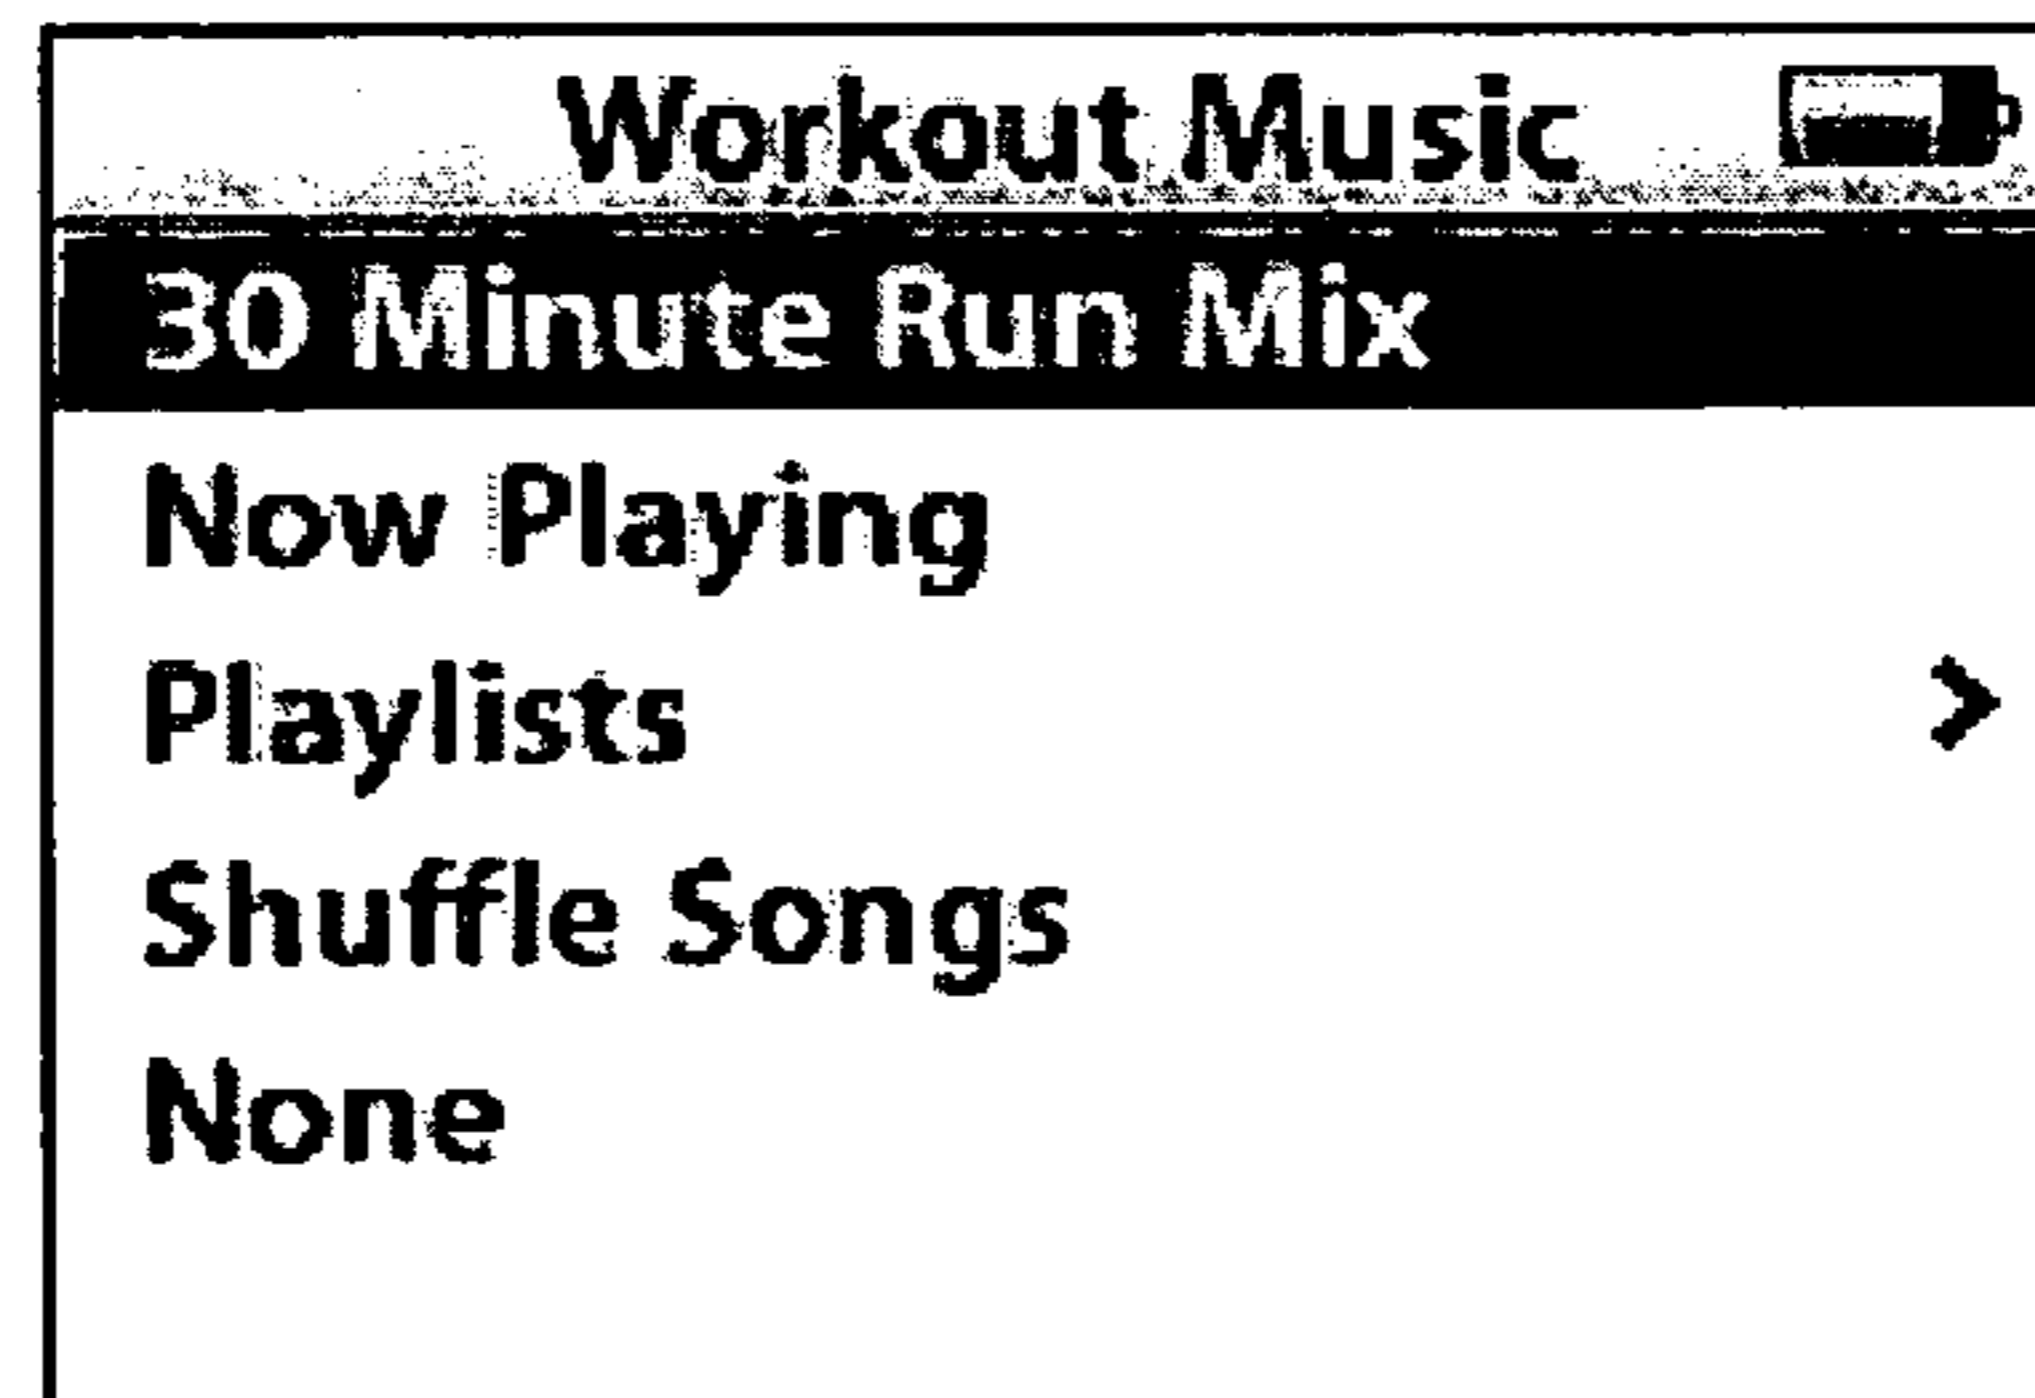 Workout Music
30 Minute Run Mix
Now Playing
Playlists >
Shuffle Songs
None